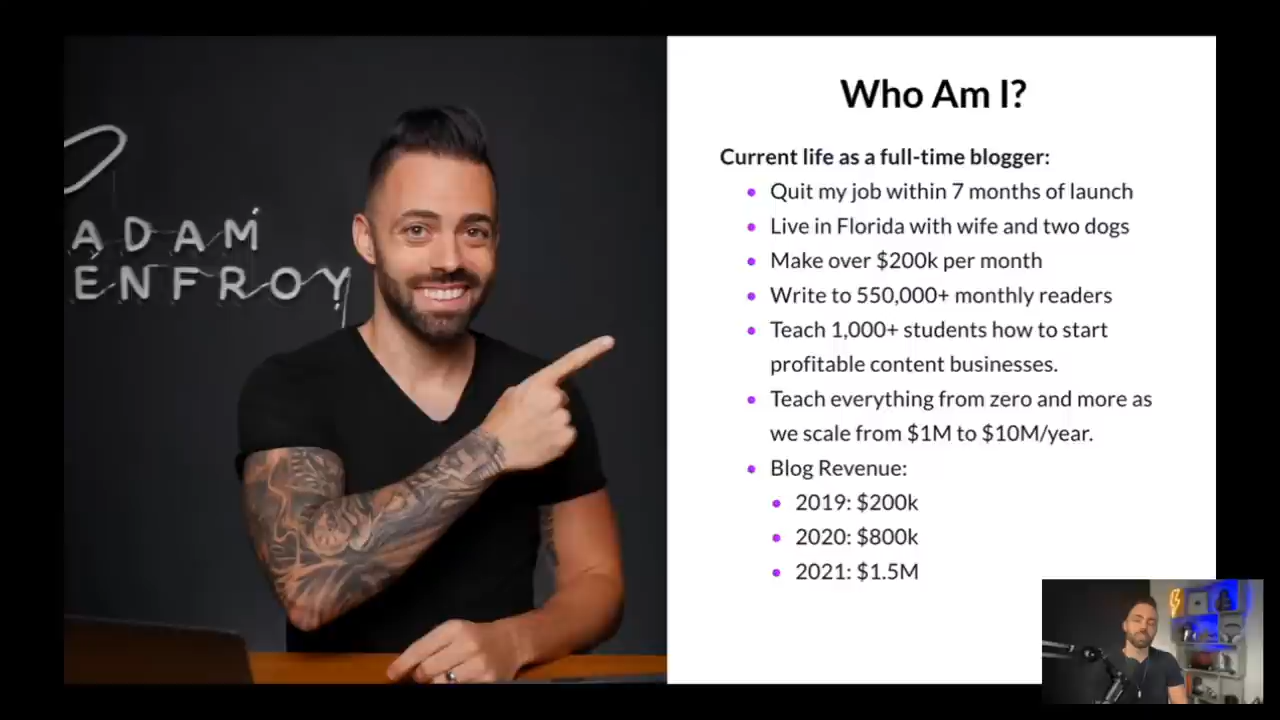 ADAM
ENFROY
Who Am I?
Current life as a full-time blogger:
Quit my job within 7 months of launch
Live in Florida with wife and two dogs
Make over $200k per month
Write to 550,000+ monthly readers
Teach 1,000+ students how to start
profitable content businesses.
Teach everything from zero and more as
we scale from $1M to $10M/year.
Blog Revenue:
2019: $200k
2020: $800k
2021: $1.5M